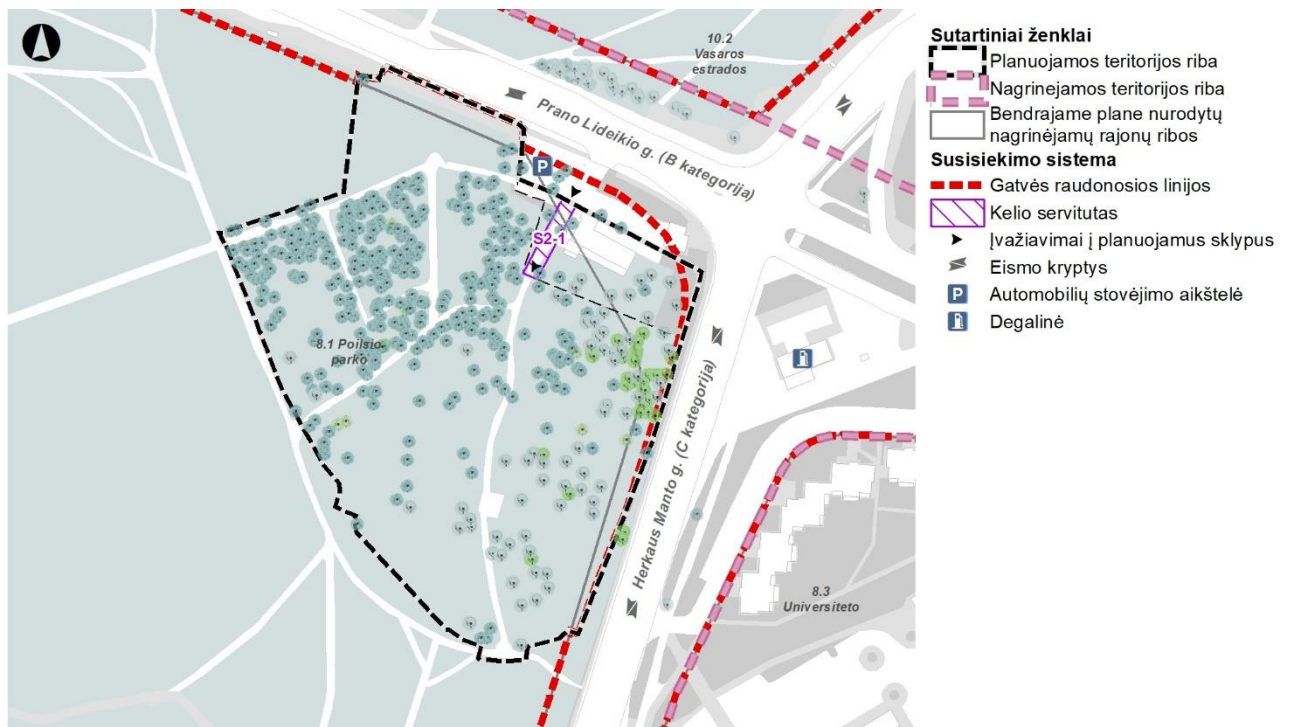 10.2
Vasaros
estrados
Prano Lideikio g. (B kategorija)
P
S2-1
8.1 Poilsio
parko
Herkaus Manto g. (C kategorija)
8.3
Universiteto
Sutartiniai ženklai
Planuojamos teritorijos riba
Nagrinejamos teritorijos riba
Bendrajame plane nurodytų
nagrinėjamų rajonų ribos
Susisiekimo sistema
Gatvės raudonosios linijos
Kelio servitutas
Įvažiavimai į planuojamus sklypus
Eismo kryptys
P Automobilių stovėjimo aikštelė
Degalinė